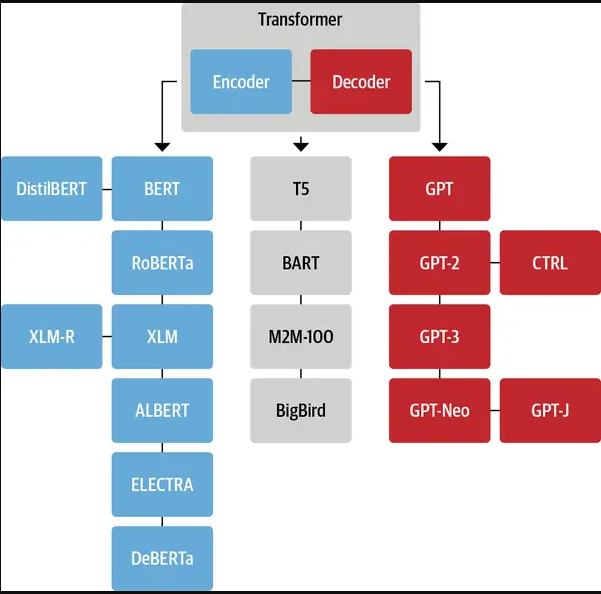 Transformer
Encoder
Decoder
DistilBERT
BERT
T5
GPT
RoBERTa
BART
GPT-2
CTRL
XLM-R
XLM
M2M-100
GPT-3
ALBERT
BigBird
GPT-Neo
GPT-J
ELECTRA
DeBERTa